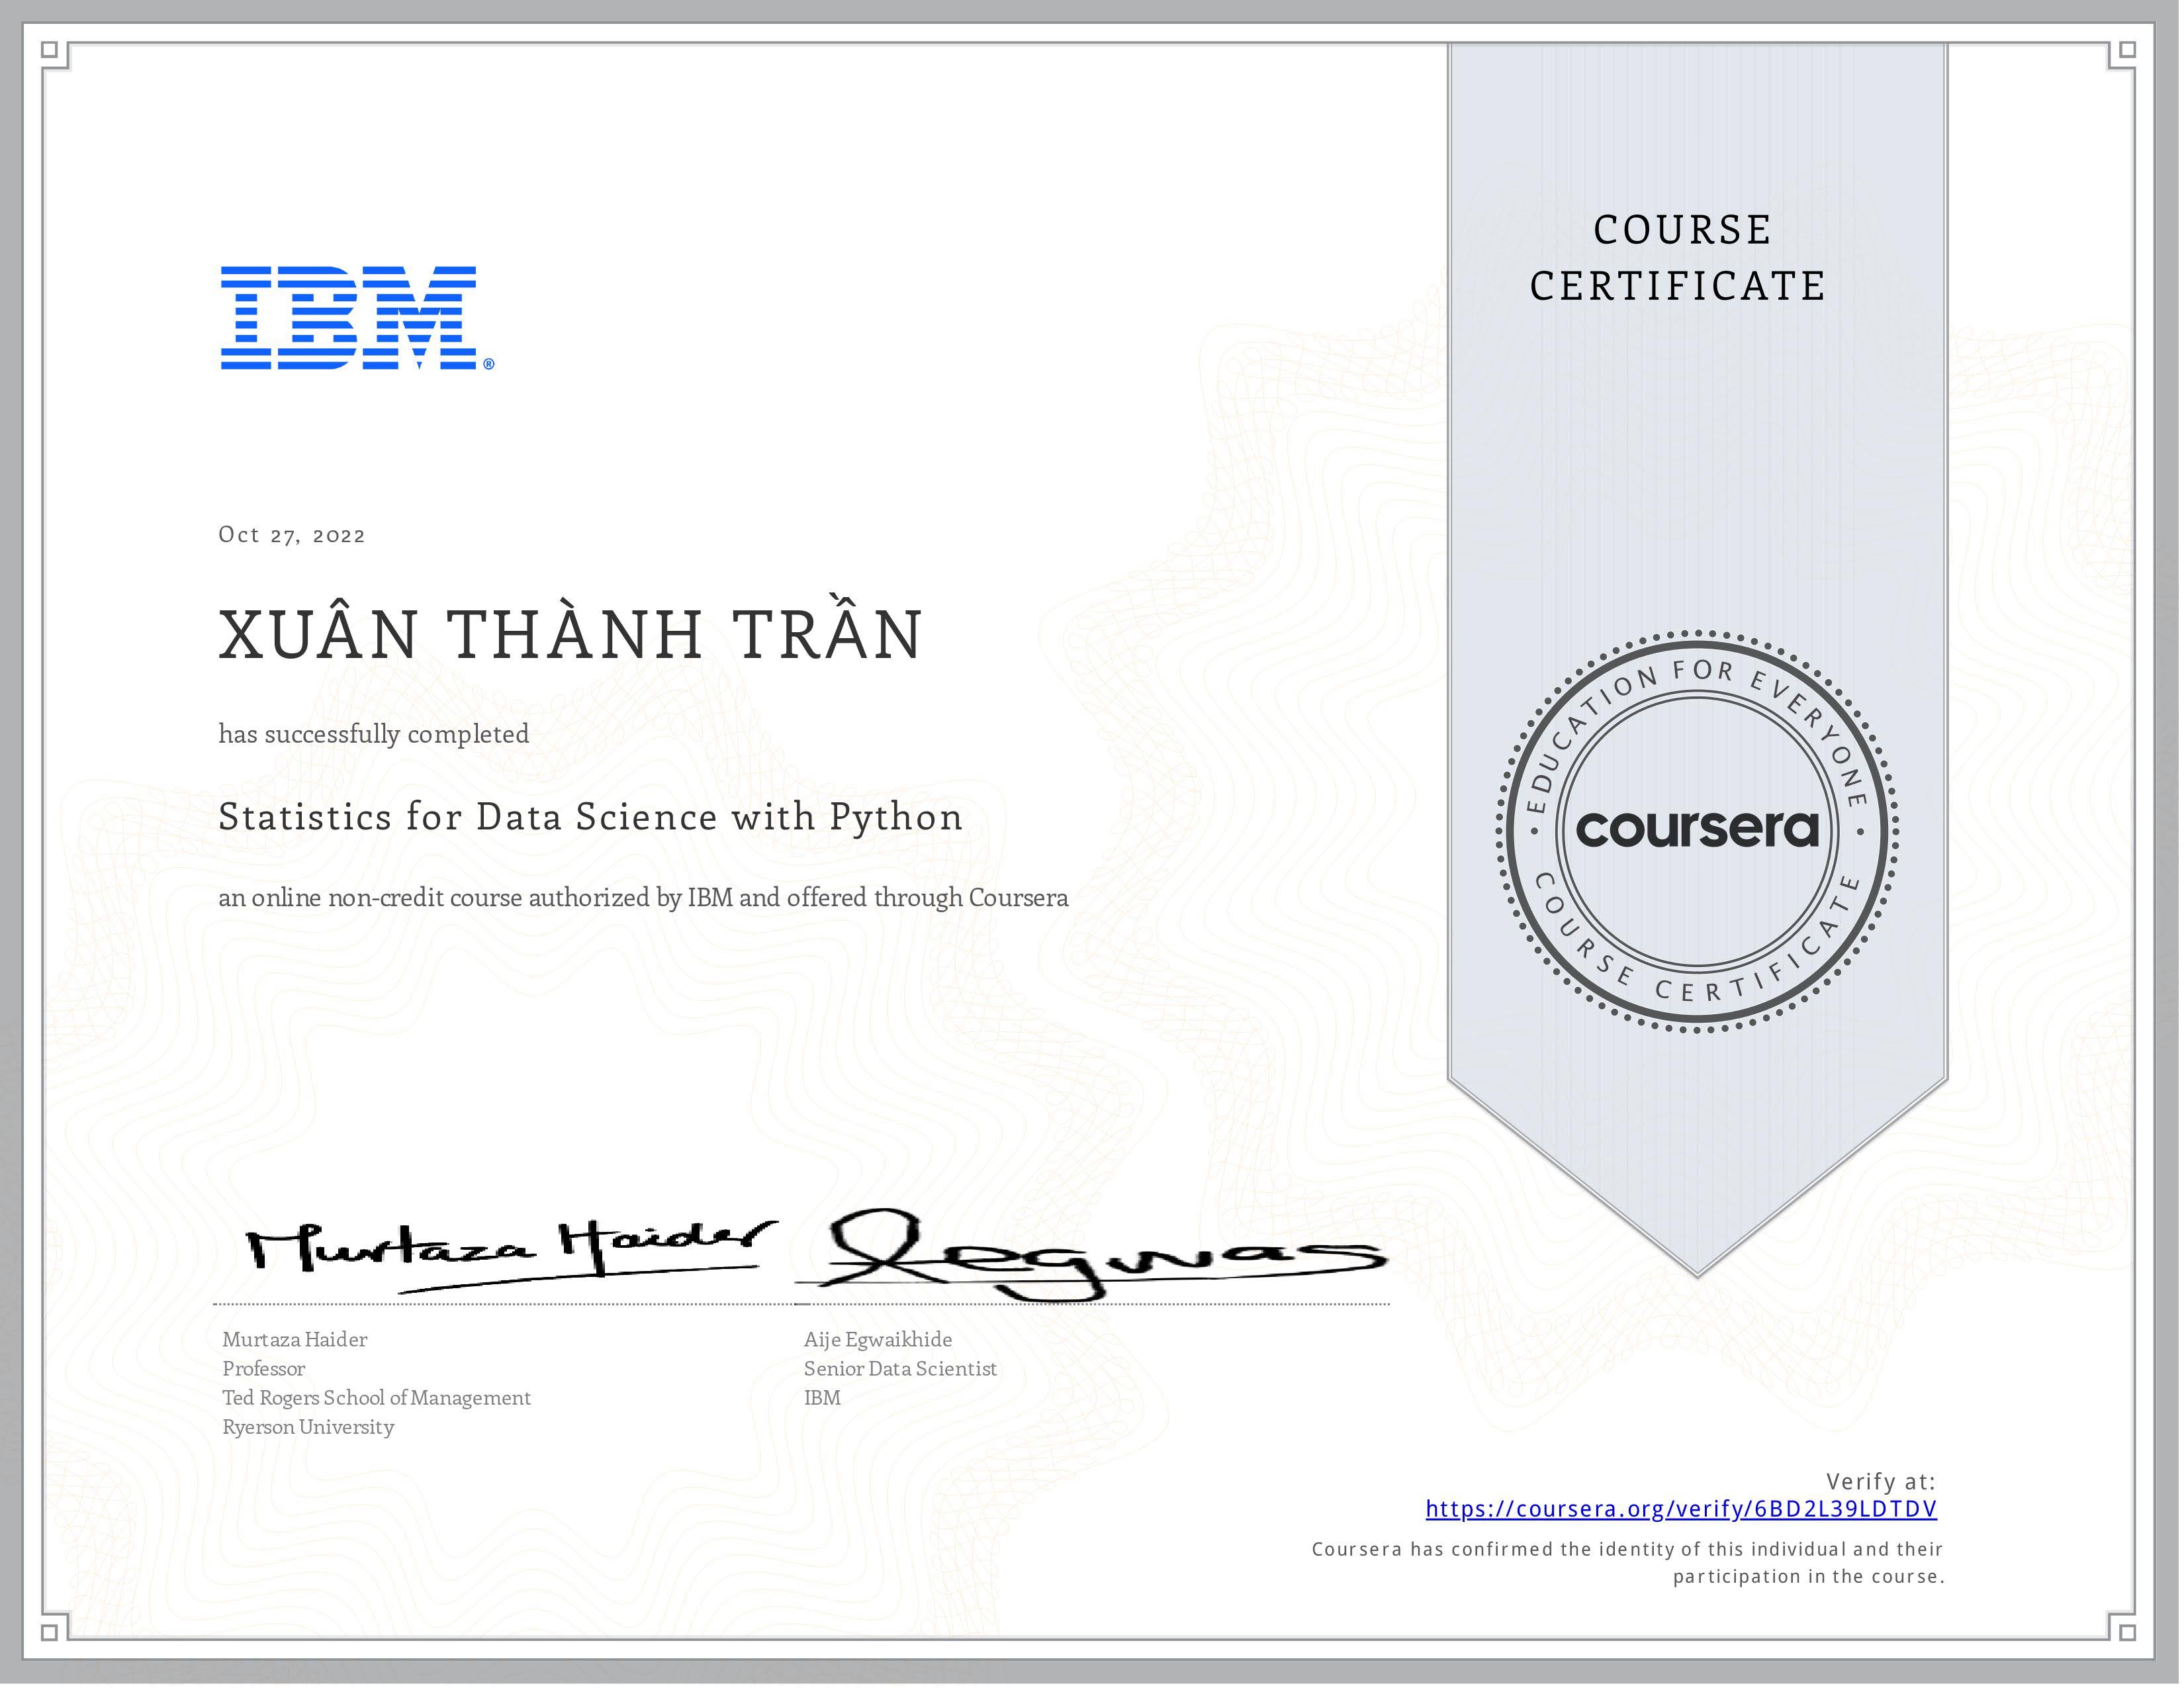 COURSE
CERTIFICATE
IBM®
Oct 27, 2022
XUÂN THÀNH TRẦN
has successfully completed
Statistics for Data Science with Python
an online non-credit course authorized by IBM and offered through Coursera
EDUCATION FOR EVERYONE
coursera
COURSE CERTIFICATE
Murtaza Haider
Murtaza Haider
Professor
Ted Rogers School of Management
Ryerson University
Aije Egwaikhide
Senior Data Scientist
IBM
Verify at:
https://coursera.org/verify/6BD2L39LDTDV
Coursera has confirmed the identity of this individual and their
participation in the course.